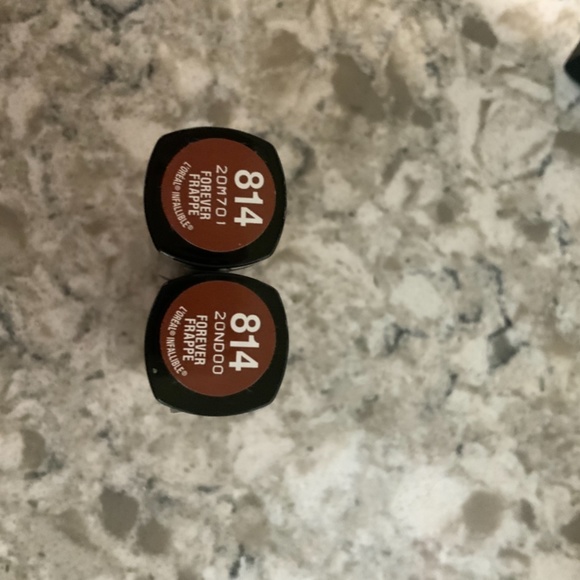 814
20M701
FOREVER
FRAPPE
L'ORÉAL® INFALLIBLE®
814
20ND00
FOREVER
FRAPPE
L'ORÉAL® INFALLIBLE®